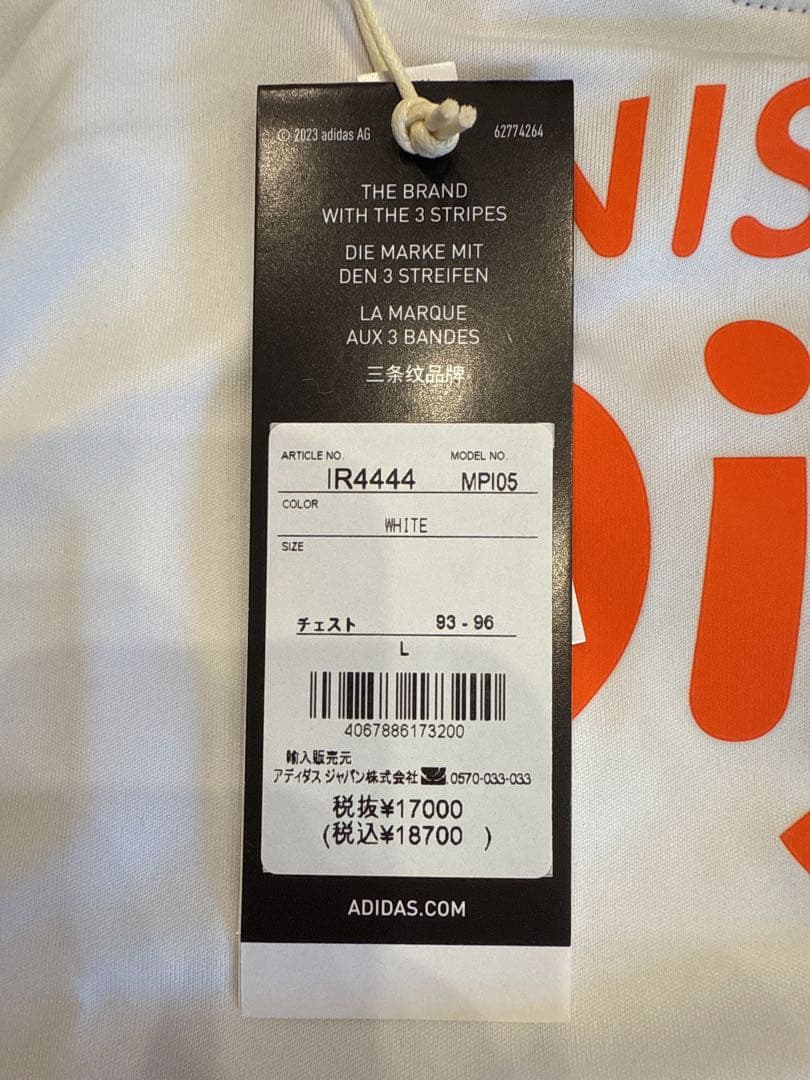 © 2023 adidas AG 62774264
THE BRAND
WITH THE 3 STRIPES
DIE MARKE MIT
DEN 3 STREIFEN
LA MARQUE
AUX 3 BANDES
三条纹品牌
ARTICLE NO. MODEL NO.
IR4444 MPI05
COLOR
WHITE
SIZE
チェスト 93 - 96
L
4067886173200
輸入販売元
アディダス ジャパン株式会社 0570-033-033
税抜¥17000
(税込¥18700 )
ADIDAS.COM
NIS